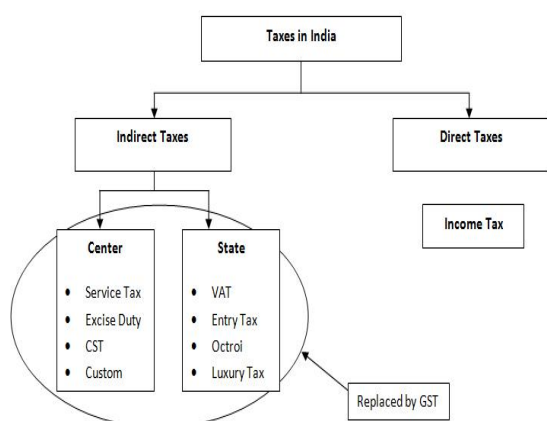 Taxes in India
Indirect Taxes
Direct Taxes
Income Tax
Center
• Service Tax
• Excise Duty
• CST
• Custom
State
• VAT
• Entry Tax
• Octroi
• Luxury Tax
Replaced by GST